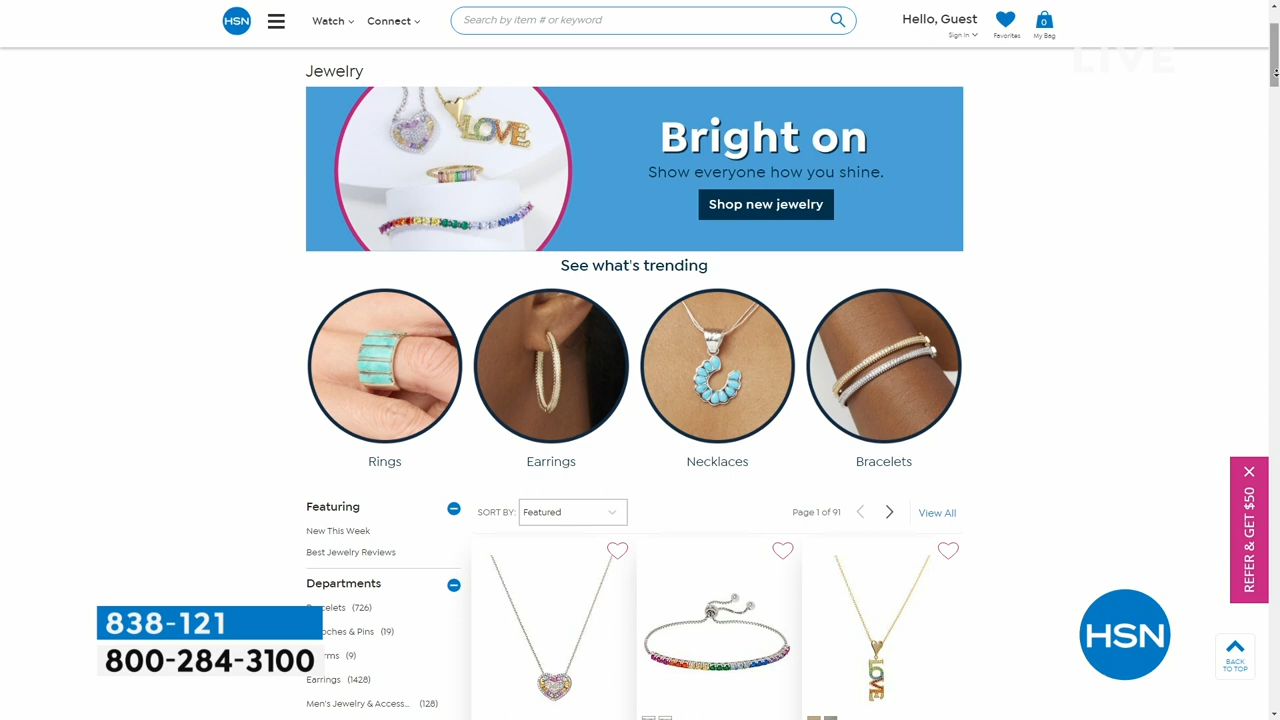 HSN
Watch
Connect
Search by item # or keyword
Hello, Guest
Sign In
Favorites
0
My Bag
LIVE
Jewelry
LOVE
Bright on
Show everyone how you shine.
Shop new jewelry
See what's trending
Rings
Earrings
Necklaces
Bracelets
Featuring
New This Week
Best Jewelry Reviews
SORT BY:
Featured
Page 1 of 91
View All
Departments
(726)
& Pins (19)
(9)
Earrings (1428)
Men's Jewelry & Access... (128)
LOVE
838-121
800-284-3100
REFER & GET $50
HSN
BACK
TO TOP